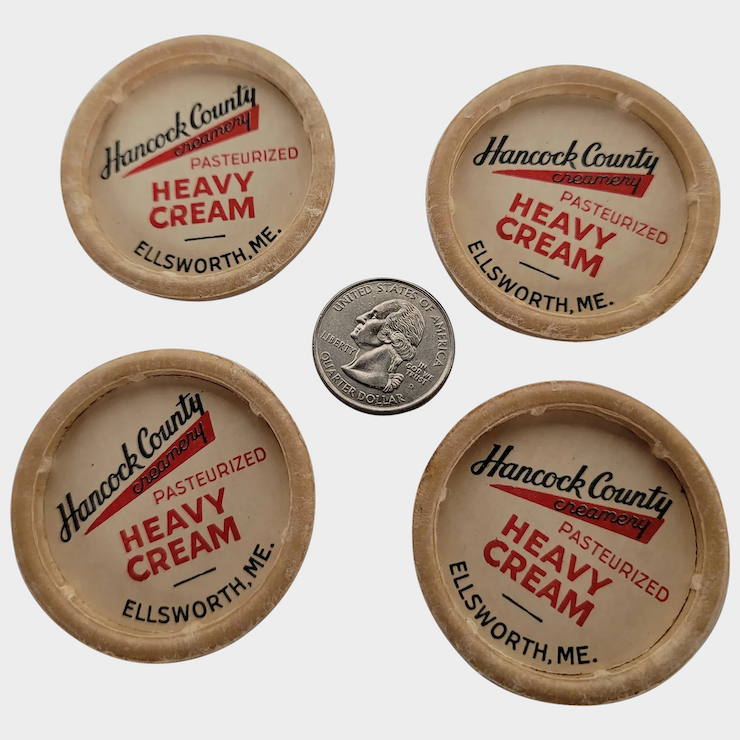 Hancock County
creamery
PASTEURIZED
HEAVY
CREAM
ELLSWORTH, ME.
Hancock County
creamery
PASTEURIZED
HEAVY
CREAM
ELLSWORTH, ME.
UNITED STATES OF AMERICA
LIBERTY
IN
GOD WE
TRUST
P
QUARTER DOLLAR
Hancock County
creamery
PASTEURIZED
HEAVY
CREAM
ELLSWORTH, ME.
Hancock County
creamery
PASTEURIZED
HEAVY
CREAM
ELLSWORTH, ME.